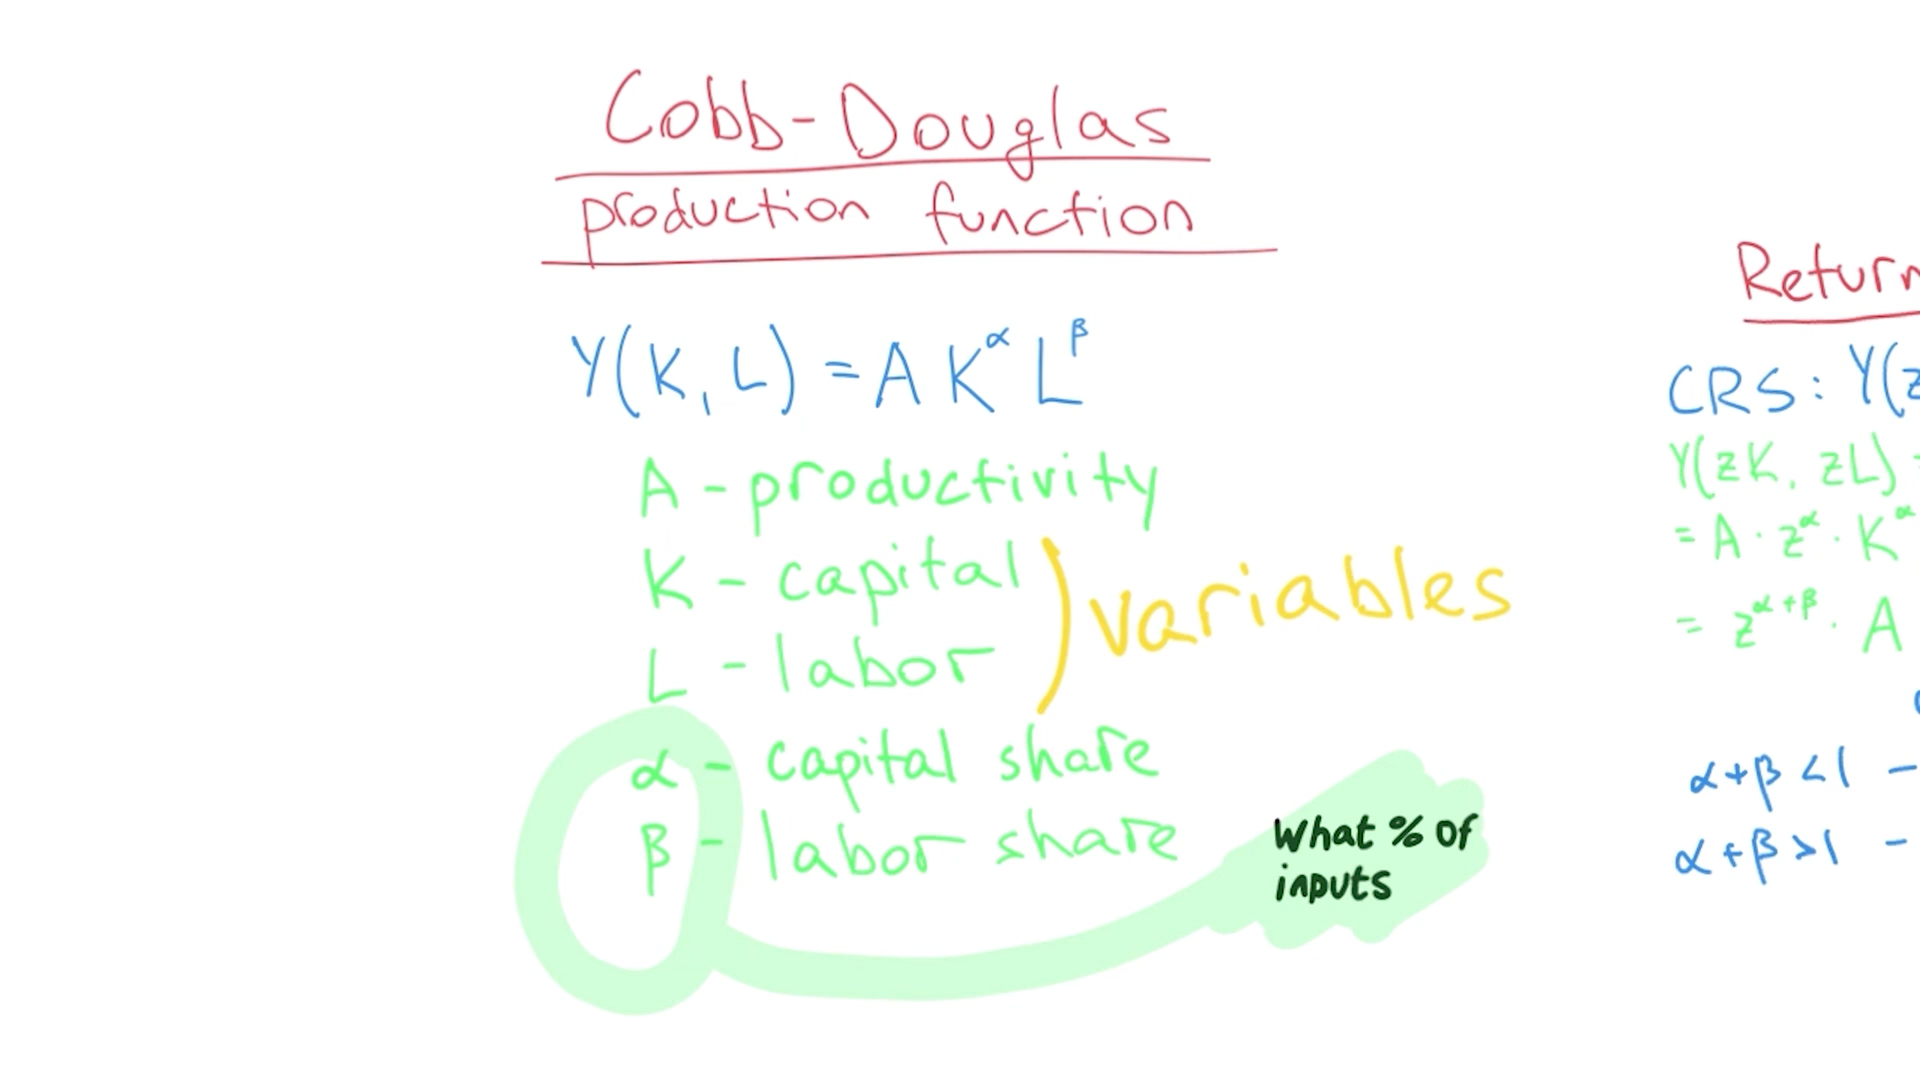 Cobb-Douglas
production function
Y(K, L) = A K^α L^β
A - productivity
K - capital
L - labor
variables
α - capital share
β - labor share
What % of
inputs
Return
CRS: Y(z
Y(zK, zL) =
= A · z^α · K^α
= z^α+β · A
α+β<1 -
α+β>1 -